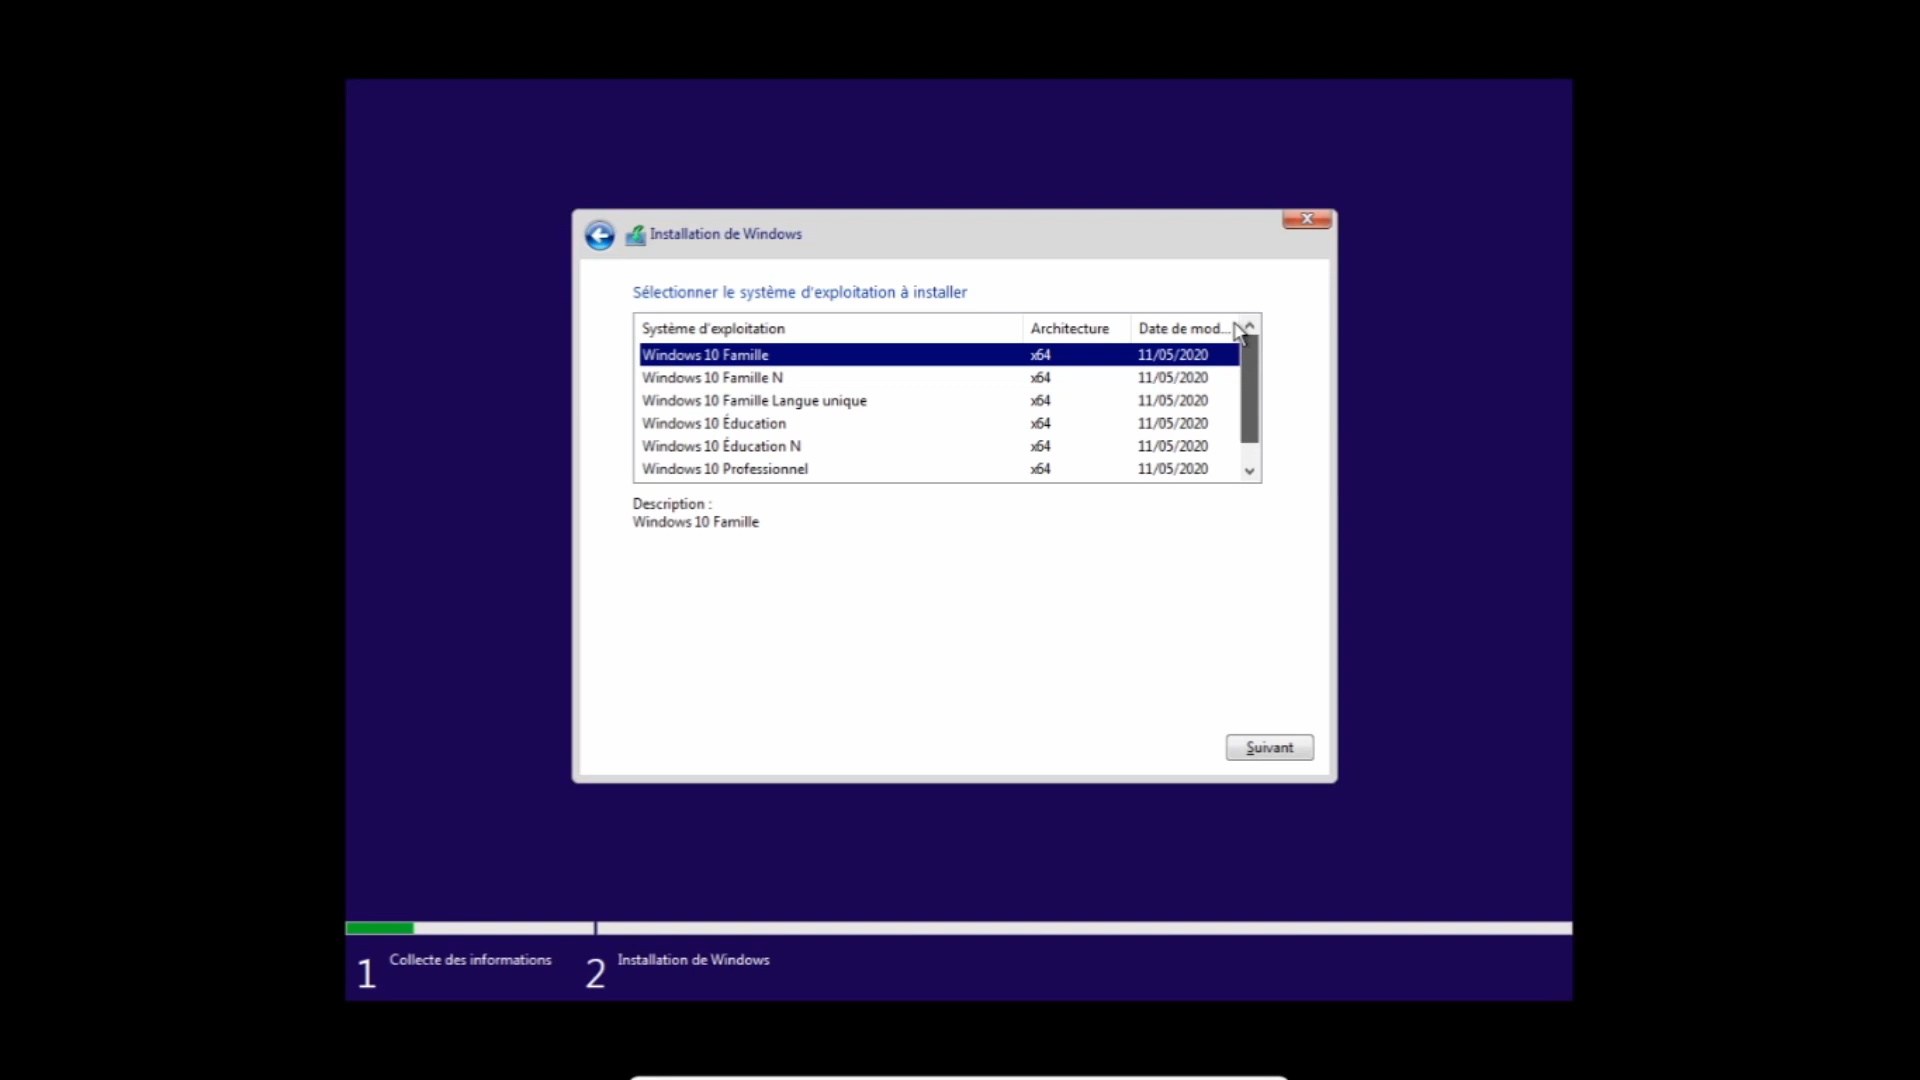 Installation de Windows
Sélectionner le système d'exploitation à installer
Système d'exploitation Architecture Date de mod...
Windows 10 Famille x64 11/05/2020
Windows 10 Famille N x64 11/05/2020
Windows 10 Famille Langue unique x64 11/05/2020
Windows 10 Éducation x64 11/05/2020
Windows 10 Éducation N x64 11/05/2020
Windows 10 Professionnel x64 11/05/2020
Description :
Windows 10 Famille
Suivant
1 Collecte des informations 2 Installation de Windows